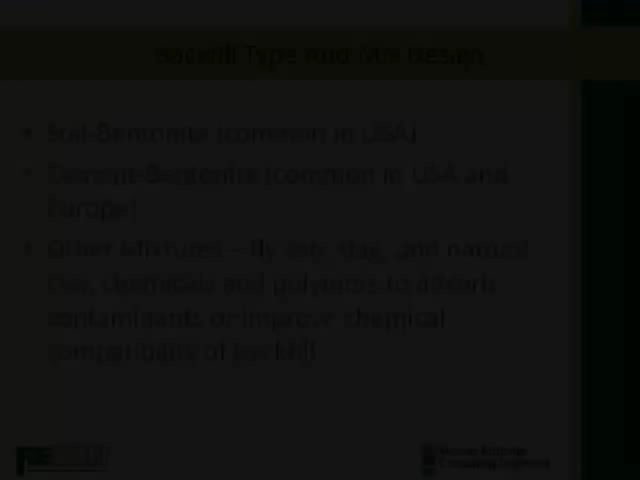 Backfill Type And Mix Design
• Soil-Bentonite (common in USA)
• Cement-Bentonite (common in USA and
Europe)
• Other Mixtures – fly ash, slag, and natural
clay, chemicals and polymers to adsorb
contaminants or improve chemical
compatibility of backfill